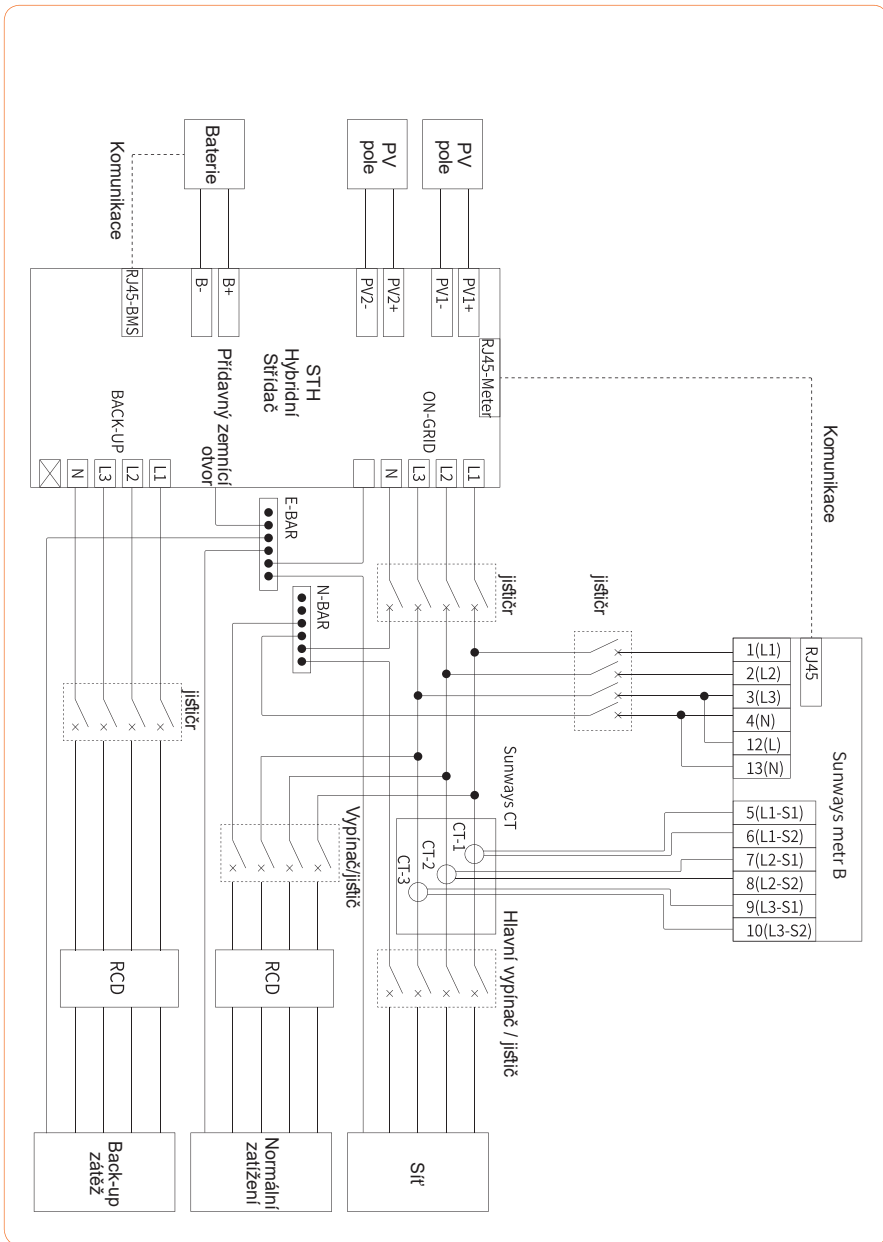 Baterie
PV
pole
PV
pole
Komunikace
RJ45-BMS
B-
B+
PV2-
PV2+
PV1-
PV1+
RJ45-Meter
STH
Hybridní
Střídač
Přídavný zemnící
otvor
BACK-UP
ON-GRID
N
L3
L2
L1
N
L3
L2
L1
Komunikace
E-BAR
N-BAR
jističr
jističr
jističr
RJ45
1(L1)
2(L2)
3(L3)
4(N)
12(L)
13(N)
5(L1-S1)
6(L1-S2)
7(L2-S1)
8(L2-S2)
9(L3-S1)
10(L3-S2)
Sunways metr B
Sunways CT
CT-1
CT-2
CT-3
Vypínač/jistič
Hlavní vypínač / jistič
RCD
RCD
Back-up
zátěž
Normální
zatížení
Síť